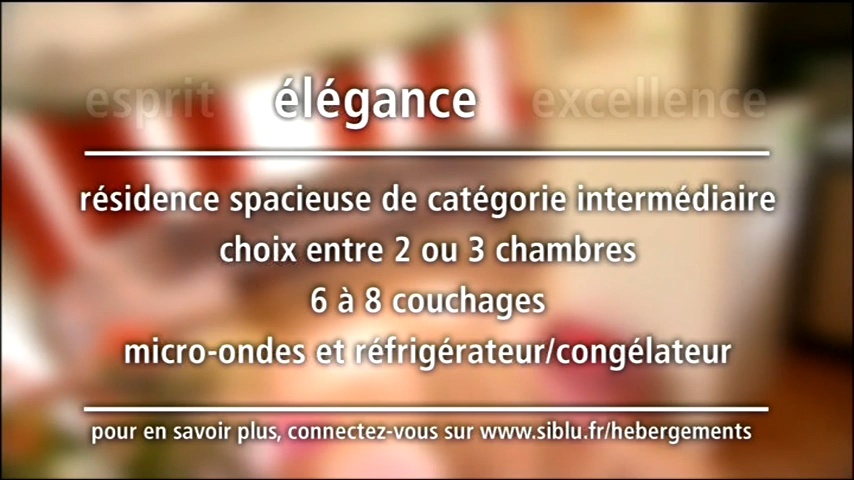 esprit élégance excellence
résidence spacieuse de catégorie intermédiaire
choix entre 2 ou 3 chambres
6 à 8 couchages
micro-ondes et réfrigérateur/congélateur
pour en savoir plus, connectez-vous sur www.siblu.fr/hebergements